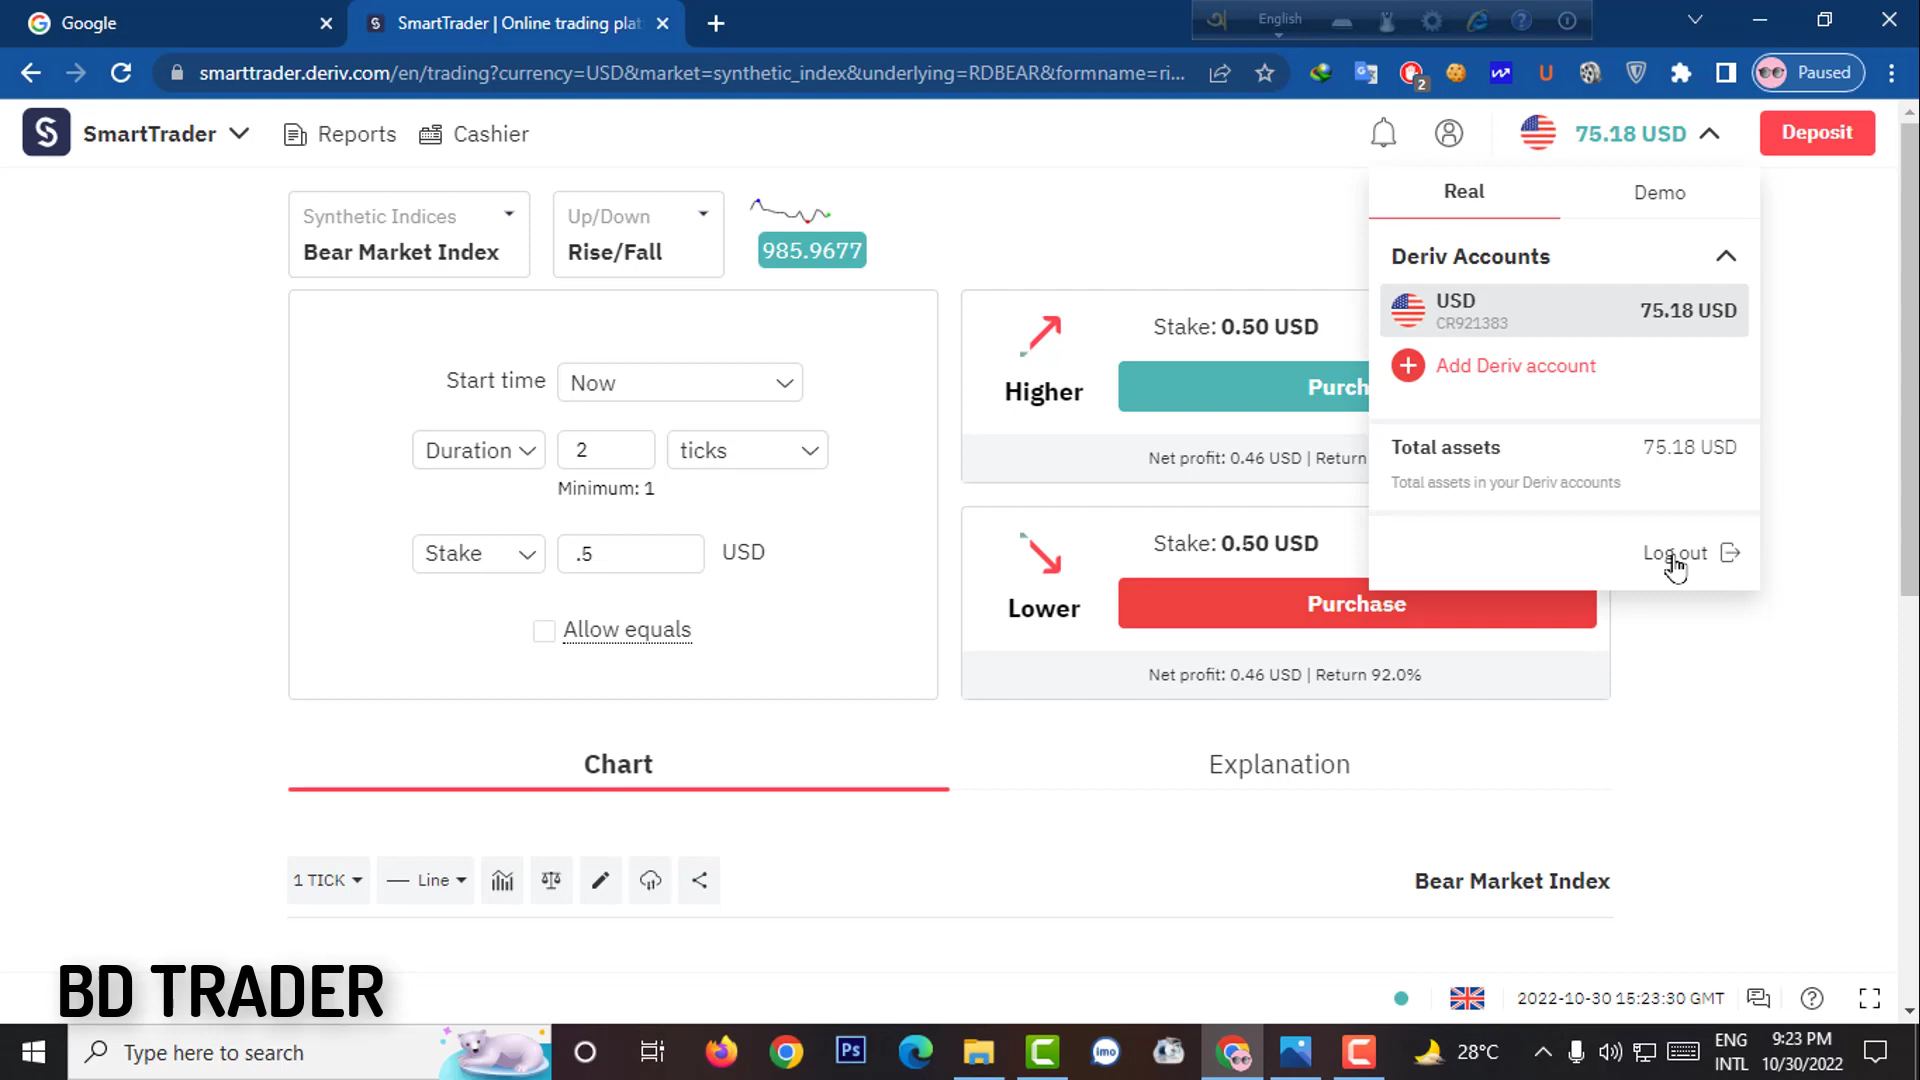 Google
SmartTrader | Online trading plat
English
smarttrader.deriv.com/en/trading?currency=USD&market=synthetic_index&underlying=RDBEAR&formname=ri...
2
Paused
SmartTrader
Reports
Cashier
75.18 USD
Deposit
Real
Demo
Synthetic Indices
Bear Market Index
Up/Down
Rise/Fall
985.9677
Deriv Accounts
USD
CR921383
75.18 USD
Add Deriv account
Total assets
75.18 USD
Total assets in your Deriv accounts
Log out
Start time
Now
Duration
2
ticks
Minimum: 1
Stake
.5
USD
Allow equals
Higher
Stake: 0.50 USD
Purch
Net profit: 0.46 USD | Return
Lower
Stake: 0.50 USD
Purchase
Net profit: 0.46 USD | Return 92.0%
Chart
Explanation
1 TICK
Line
Bear Market Index
BD TRADER
2022-10-30 15:23:30 GMT
Type here to search
Ps
imo
28°C
ENG
INTL
9:23 PM
10/30/2022